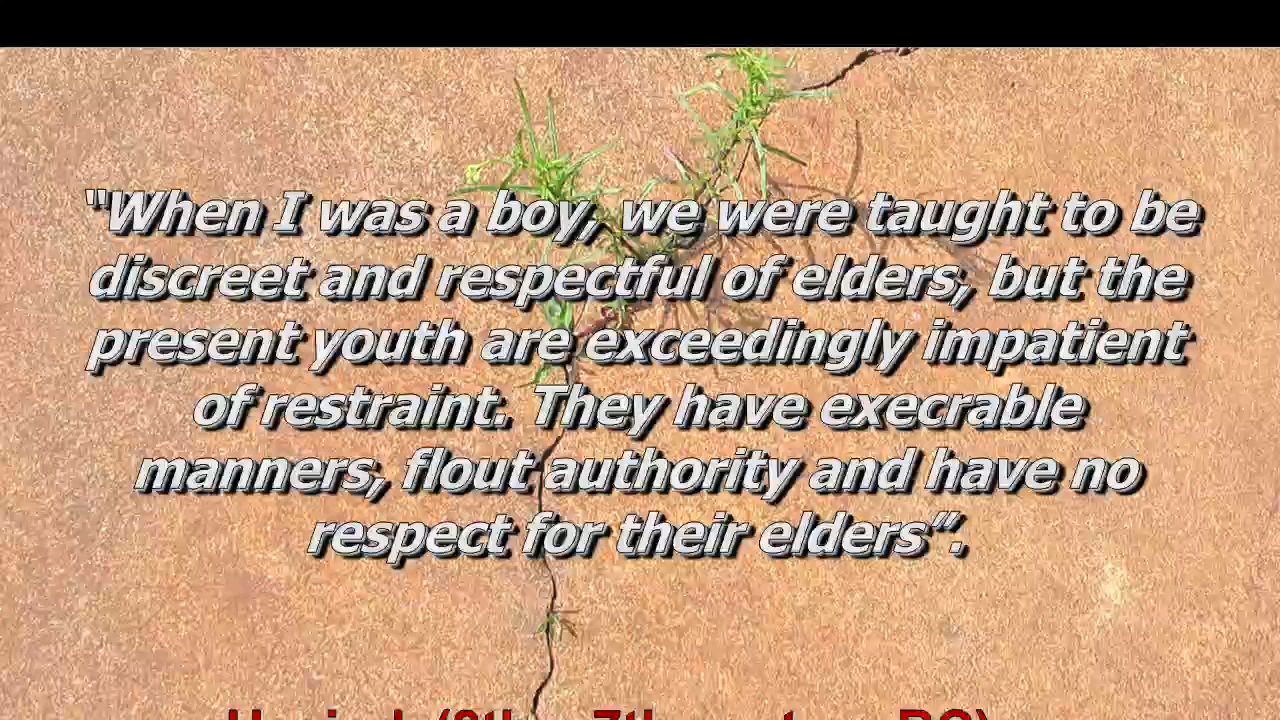 “When I was a boy, we were taught to be
discreet and respectful of elders, but the
present youth are exceedingly impatient
of restraint. They have execrable
manners, flout authority and have no
respect for their elders”.